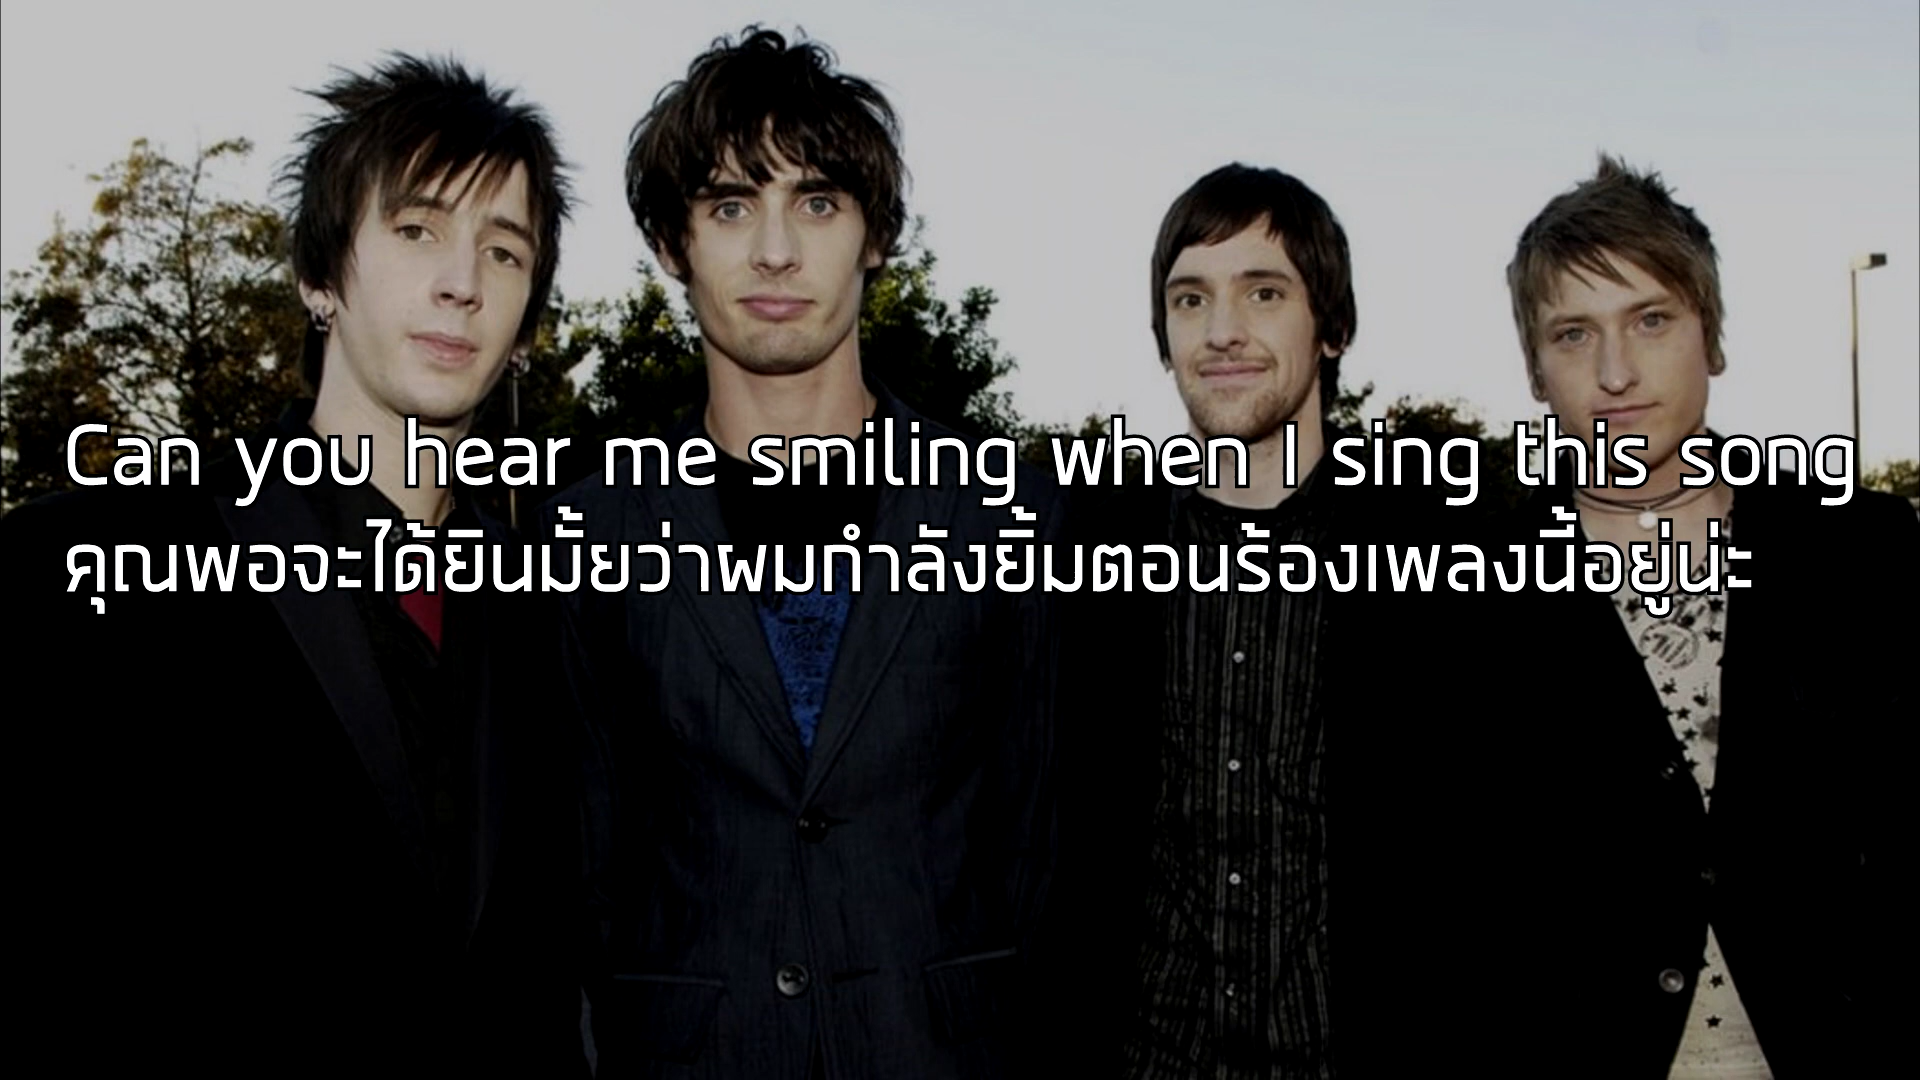 Can you hear me smiling when I sing this song
คุณพอจะได้ยินมั้ยว่าผมกำลังยิ้มตอนร้องเพลงนี้อยู่น่ะ